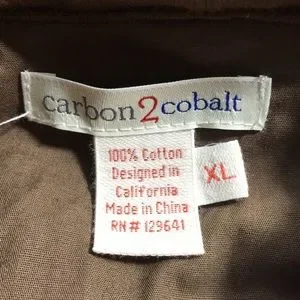 carbon2cobalt
100% Cotton
Designed in
California
Made in China
RN# 129641
XL